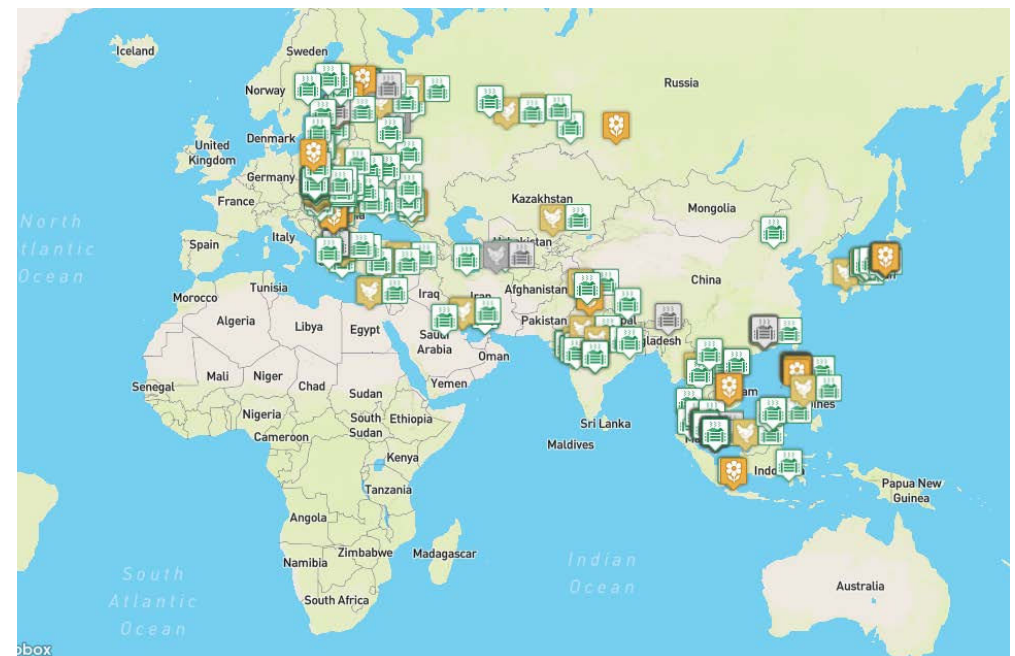 Iceland
Sweden
Norway
Russia
United
Kingdom
Denmark
Germany
France
Kazakhstan
Mongolia
North
tlantic
Ocean
Spain
Italy
Morocco
Tunisia
Iraq
Afghanistan
China
Algeria
Libya
Egypt
Saudi
Arabia
Pakistan
Oman
Mali
Niger
Chad
Sudan
Yemen
Senegal
Nigeria
South
Sudan
Ethiopia
Cameroon
Sri Lanka
Maldives
Kenya
Tanzania
Papua New
Guinea
Angola
Zimbabwe
Madagascar
Namibia
Indian
Ocean
South
Atlantic
Ocean
South Africa
Australia
obox